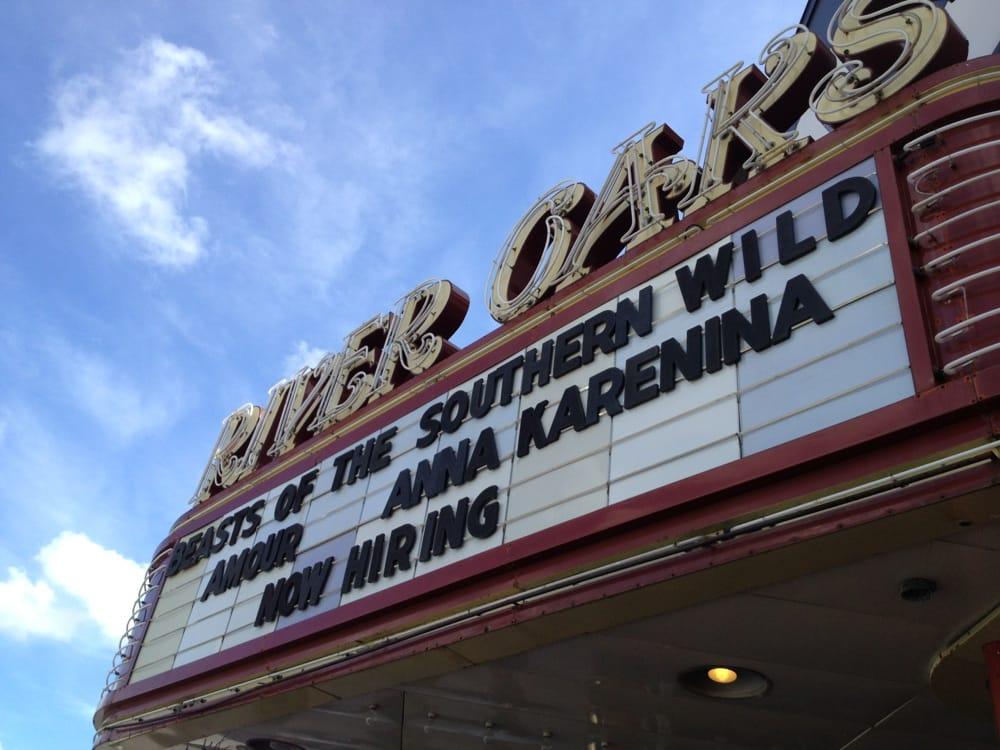 RIVER OAKS
BEASTS OF THE SOUTHERN WILD
AMOUR ANNA KARENINA
NOW HIRING